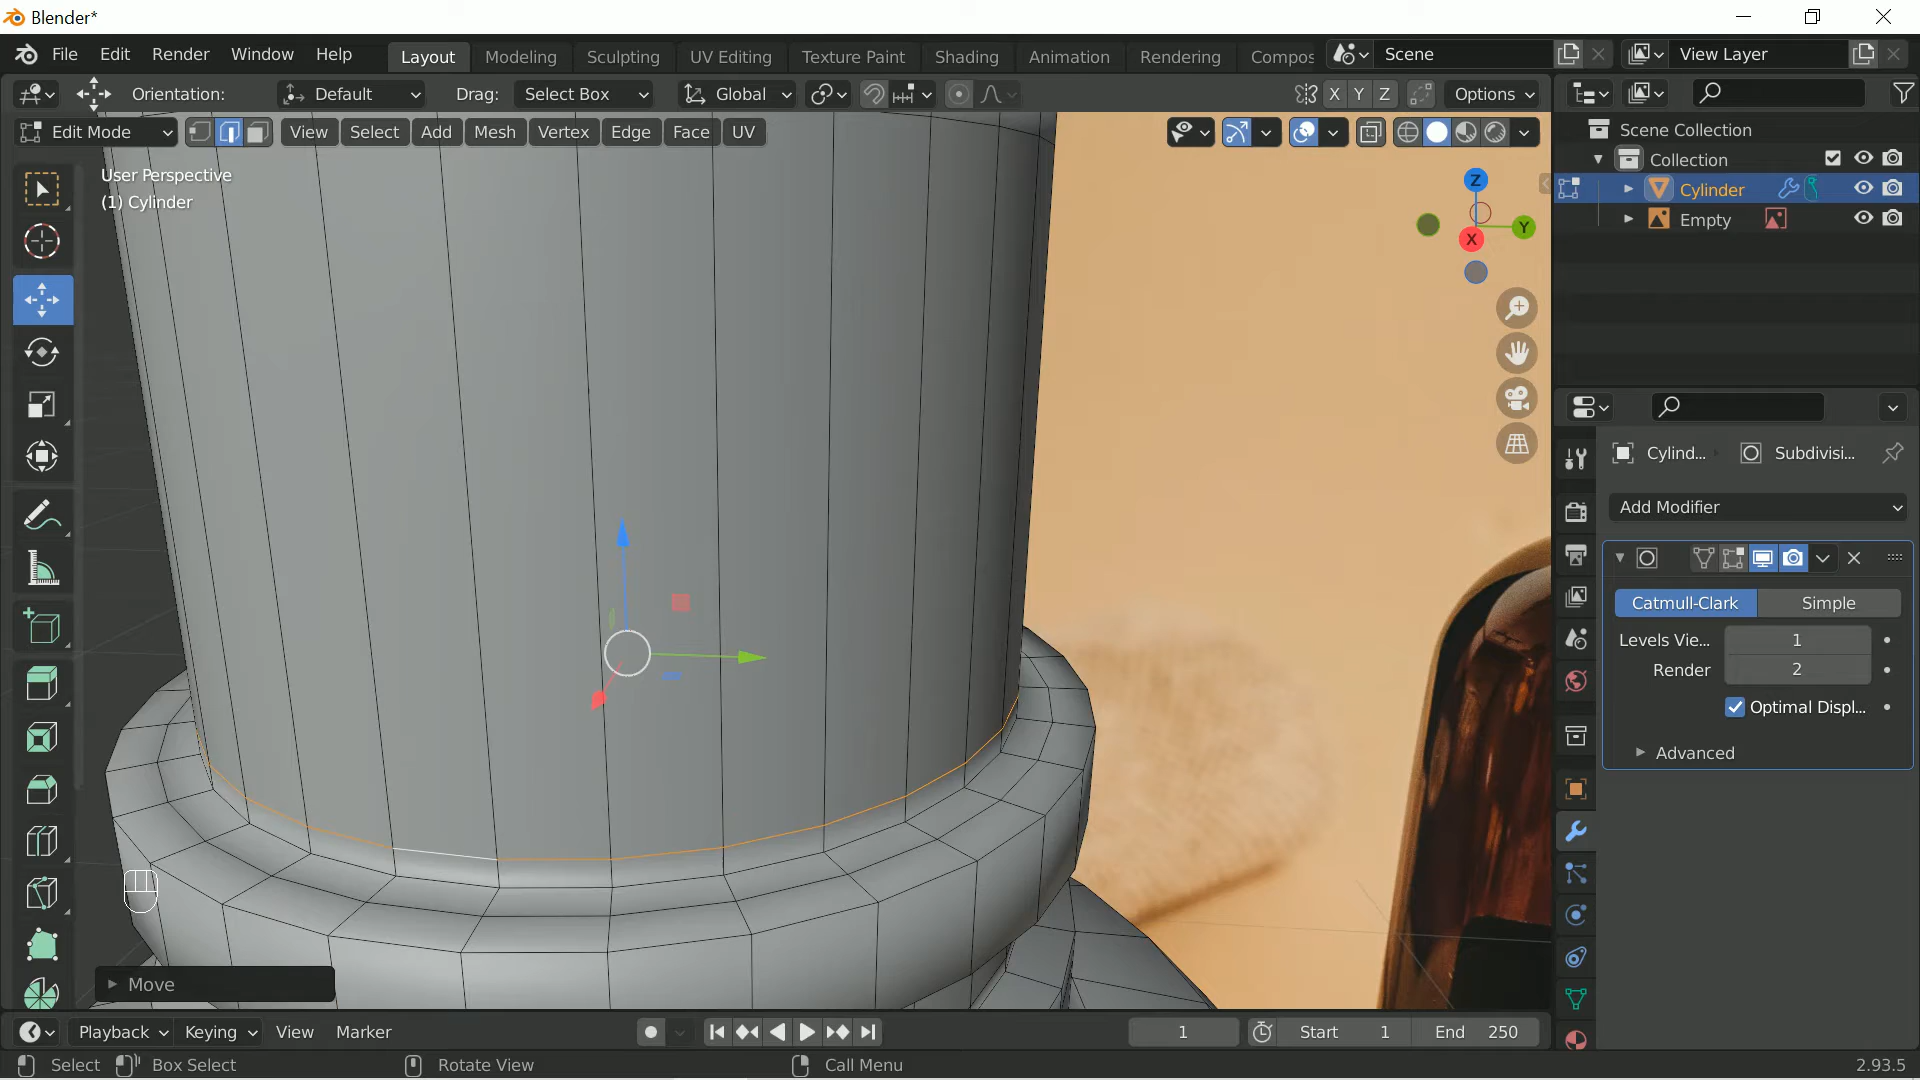 Blender*
File Edit Render Window Help Layout Modeling Sculpting UV Editing Texture Paint Shading Animation Rendering Compos Scene View Layer
Orientation: Default Drag: Select Box Global X Y Z Options
Edit Mode View Select Add Mesh Vertex Edge Face UV
User Perspective
(1) Cylinder
Z
Y
X
Scene Collection
Collection
Cylinder
Empty
Cylind... Subdivisi...
Add Modifier
Catmull-Clark Simple
Levels Vie... 1
Render 2
Optimal Displ...
Advanced
Move
Playback Keying View Marker 1 Start 1 End 250
Select Box Select Rotate View Call Menu 2.93.5